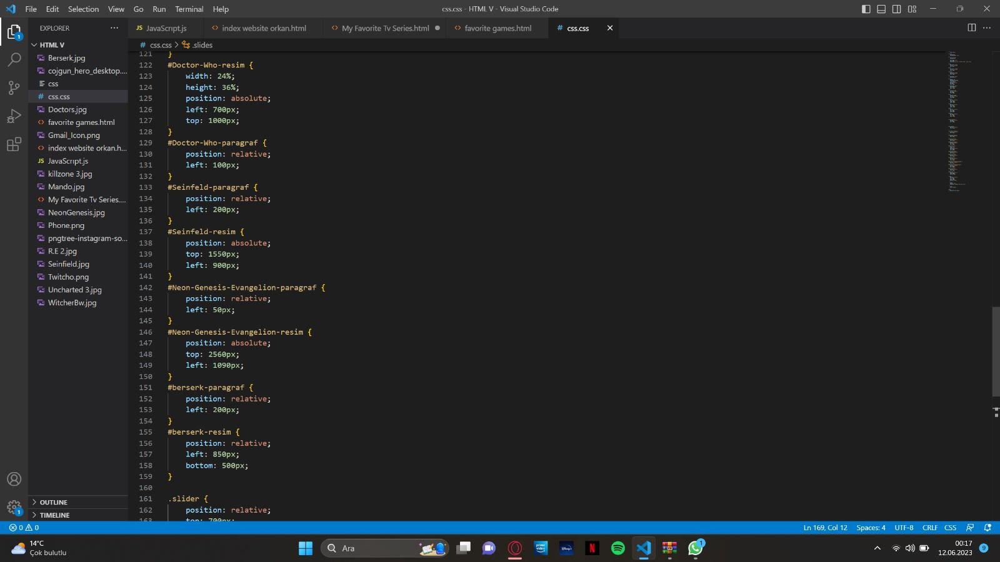 File Edit Selection View Go Run Terminal Help
css.css - HTML V - Visual Studio Code
EXPLORER
JS JavaScript.js
<> index website orkan.html
<> My Favorite Tv Series.html
<> favorite games.html
# css.css
HTML V
# css.css > .slides
Berserk.jpg
cojgun_hero_desktop....
css
# css.css
Doctors.jpg
<> favorite games.html
Gmail_Icon.png
<> index website orkan.h...
JS JavaScript.js
killzone 3.jpg
Mando.jpg
<> My Favorite Tv Series....
NeonGenesis.jpg
Phone.png
pngtree-instagram-so...
R.E 2.jpg
Seinfield.jpg
Twitcho.png
Uncharted 3.jpg
WitcherBw.jpg
OUTLINE
TIMELINE
121 }
122 #Doctor-Who-resim {
123 width: 24%;
124 height: 36%;
125 position: absolute;
126 left: 700px;
127 top: 1000px;
128 }
129 #Doctor-Who-paragraf {
130 position: relative;
131 left: 100px;
132 }
133 #Seinfeld-paragraf {
134 position: relative;
135 left: 200px;
136 }
137 #Seinfeld-resim {
138 position: absolute;
139 top: 1550px;
140 left: 900px;
141 }
142 #Neon-Genesis-Evangelion-paragraf {
143 position: relative;
144 left: 50px;
145 }
146 #Neon-Genesis-Evangelion-resim {
147 position: absolute;
148 top: 2560px;
149 left: 1090px;
150 }
151 #berserk-paragraf {
152 position: relative;
153 left: 200px;
154 }
155 #berserk-resim {
156 position: relative;
157 left: 850px;
158 bottom: 500px;
159 }
160
161 .slider {
162 position: relative;
163 top: 700px;
1
1
0 0
Ln 169, Col 12 Spaces: 4 UTF-8 CRLF CSS
14°C
Çok bulutlu
Ara
prime video
Disney+
N
1
00:17
12.06.2023
9